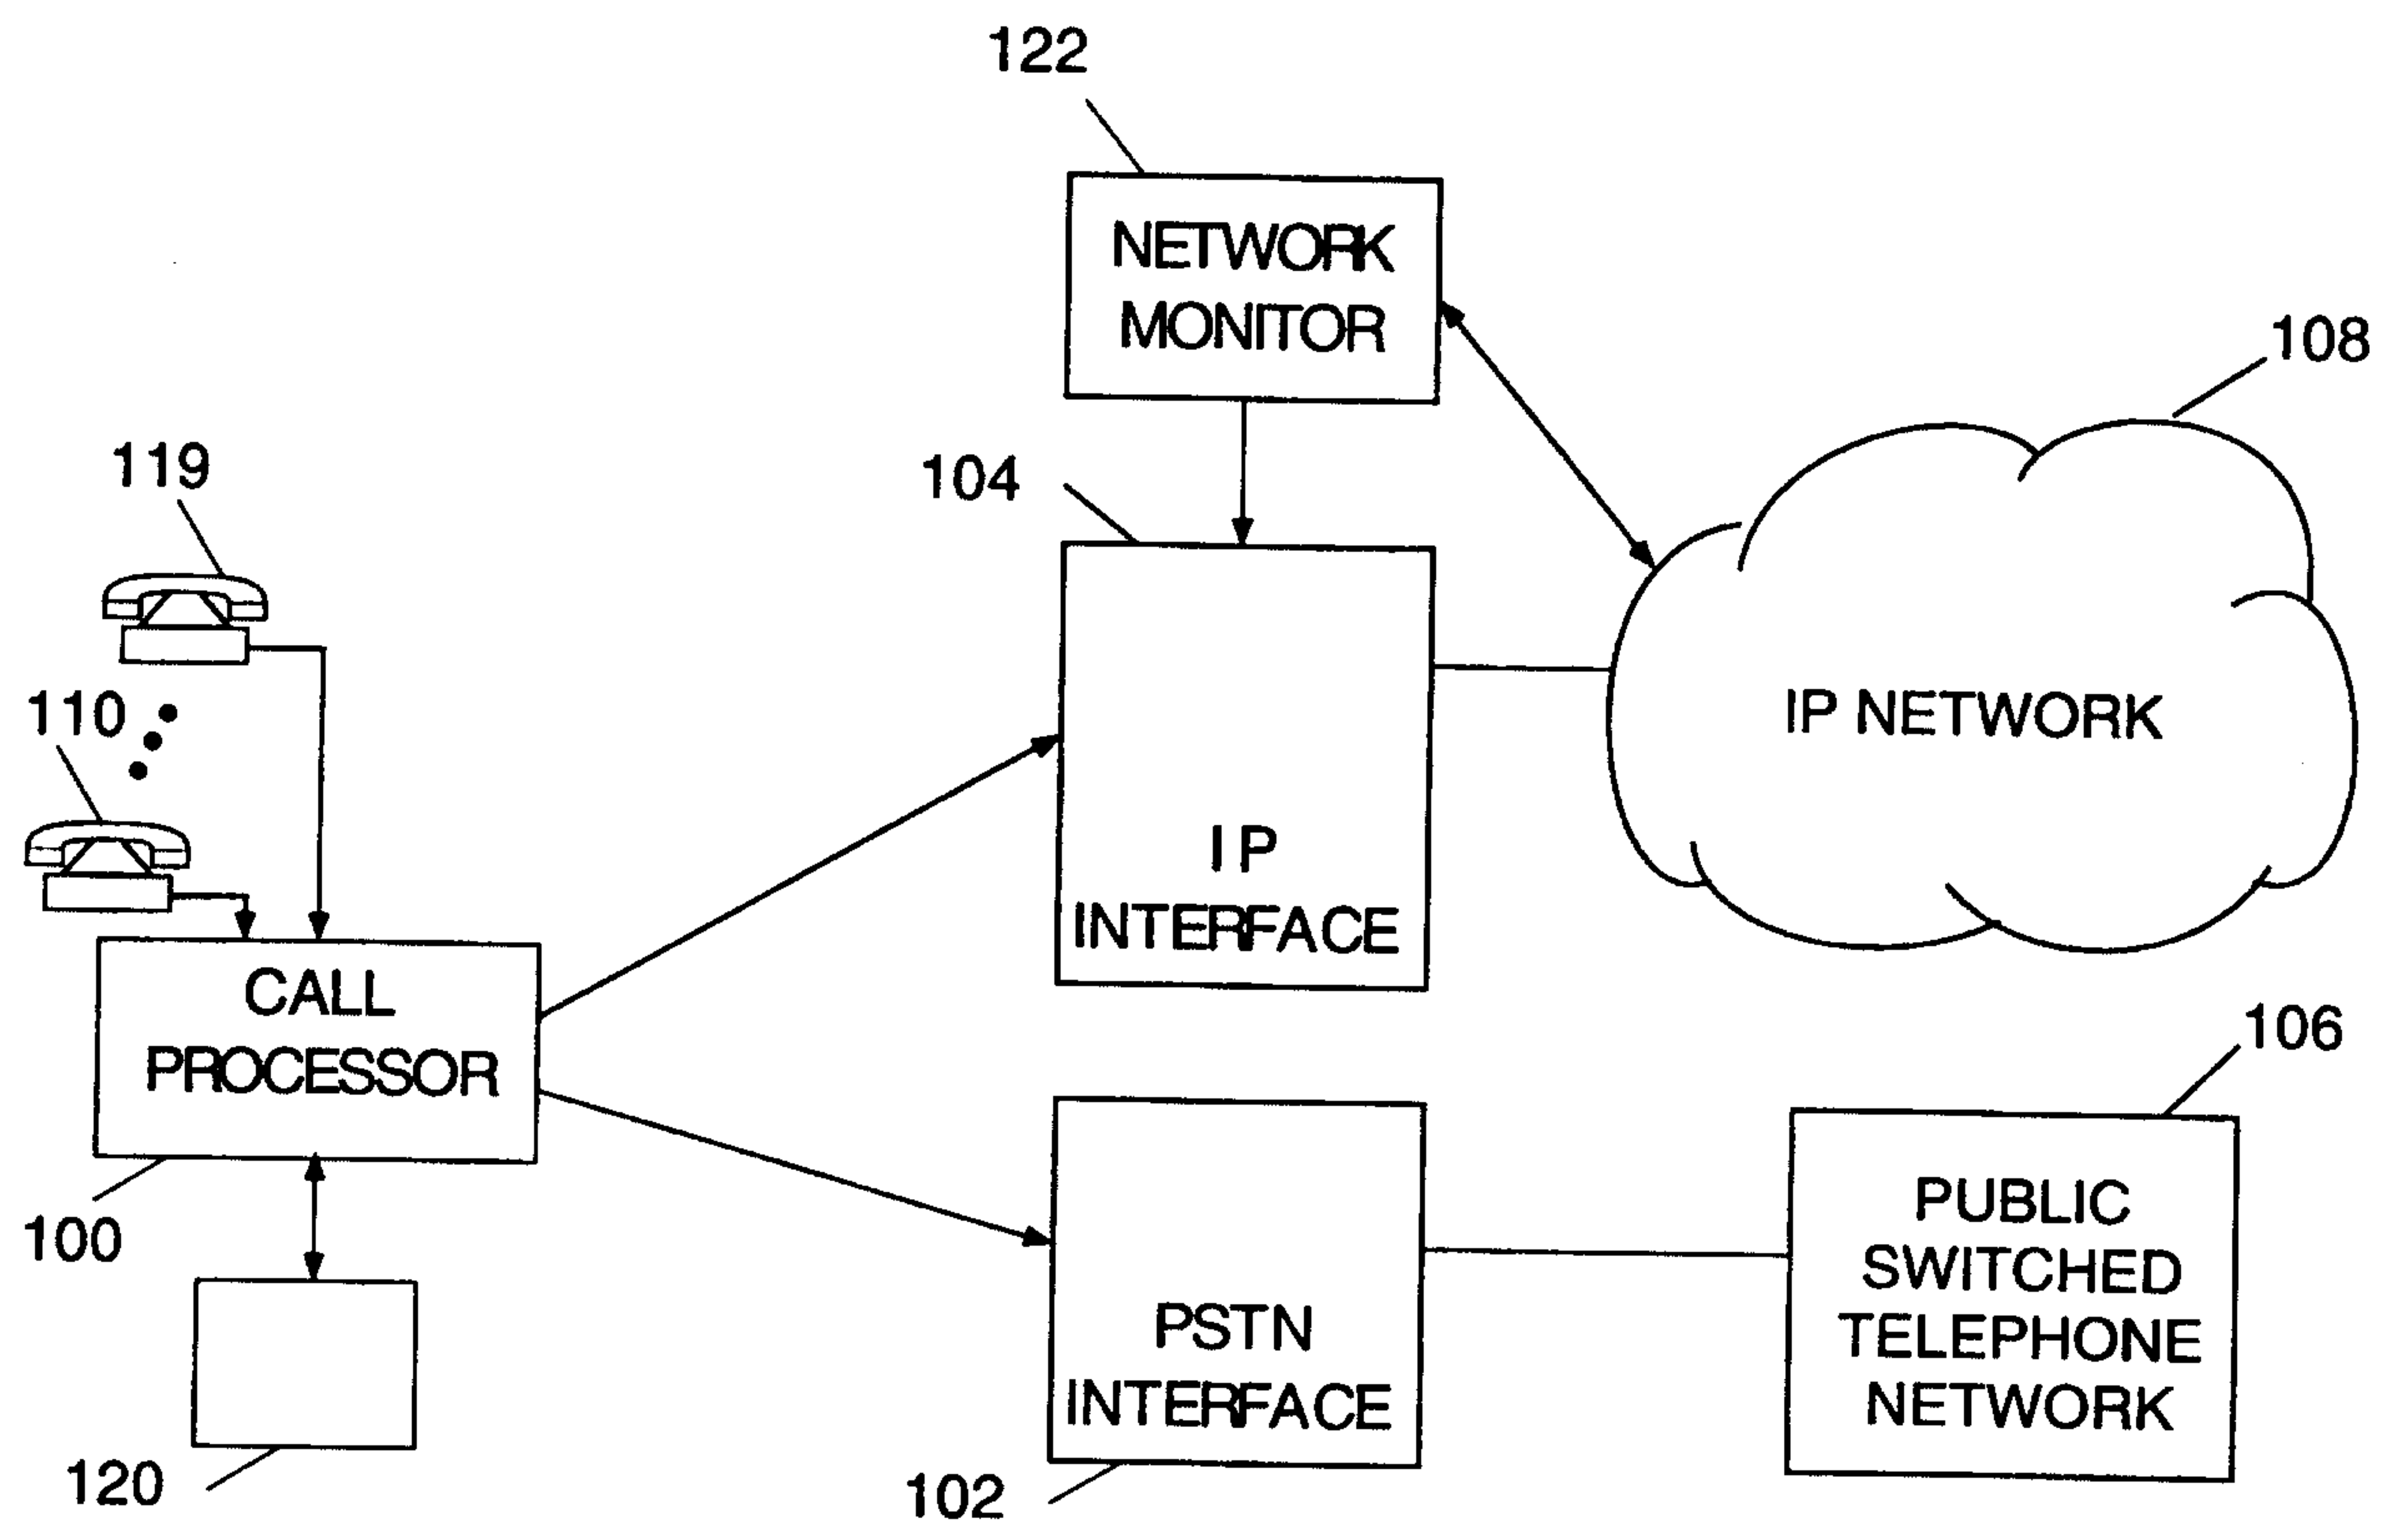 122
NETWORK
MONITOR
108
119
104
110
IP NETWORK
IP
INTERFACE
CALL
PROCESSOR
106
100
PUBLIC
SWITCHED
TELEPHONE
NETWORK
PSTN
INTERFACE
120
102